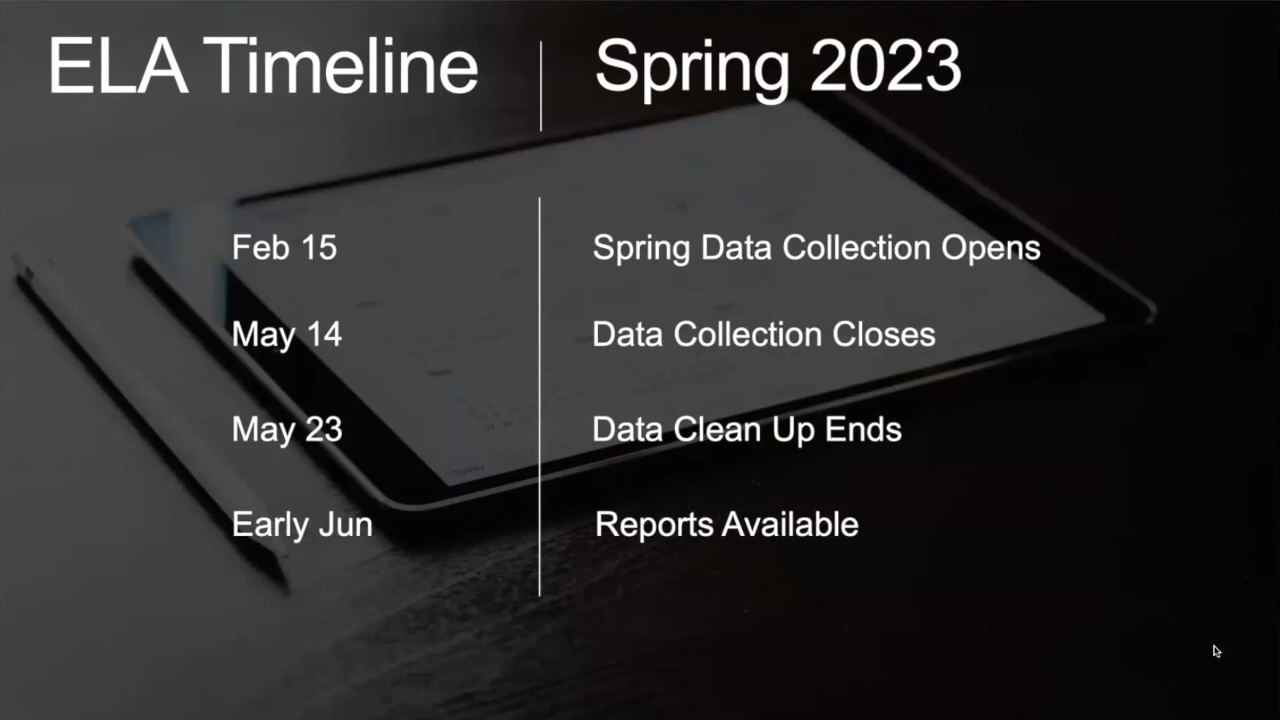 ELA Timeline
Spring 2023
Feb 15
Spring Data Collection Opens
May 14
Data Collection Closes
May 23
Data Clean Up Ends
Early Jun
Reports Available